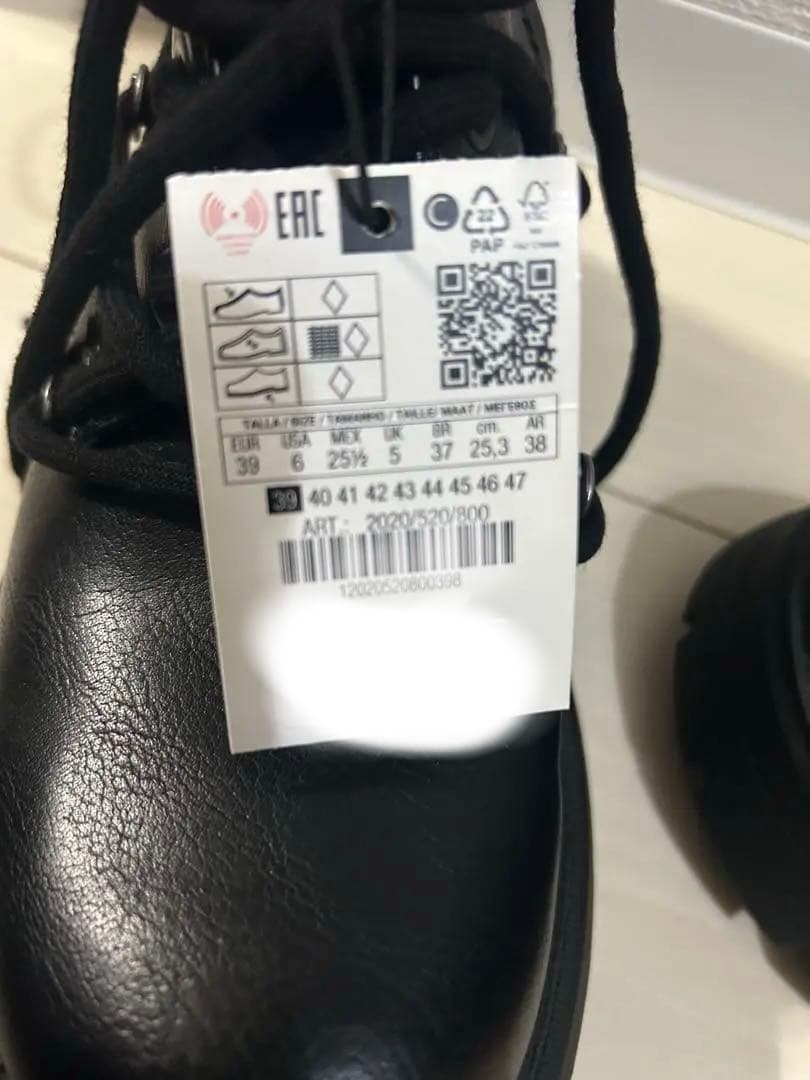 EAC
C
22
PAP
TALLA / SIZE / TAMANHO / TAILLE / MAAT / ΜΕΓΕΘΟΣ
EUR USA MEX UK BR cm. AR
39 6 25½ 5 37 25,3 38
39 40 41 42 43 44 45 46 47
ART.: 2020/520/800
12020520800398